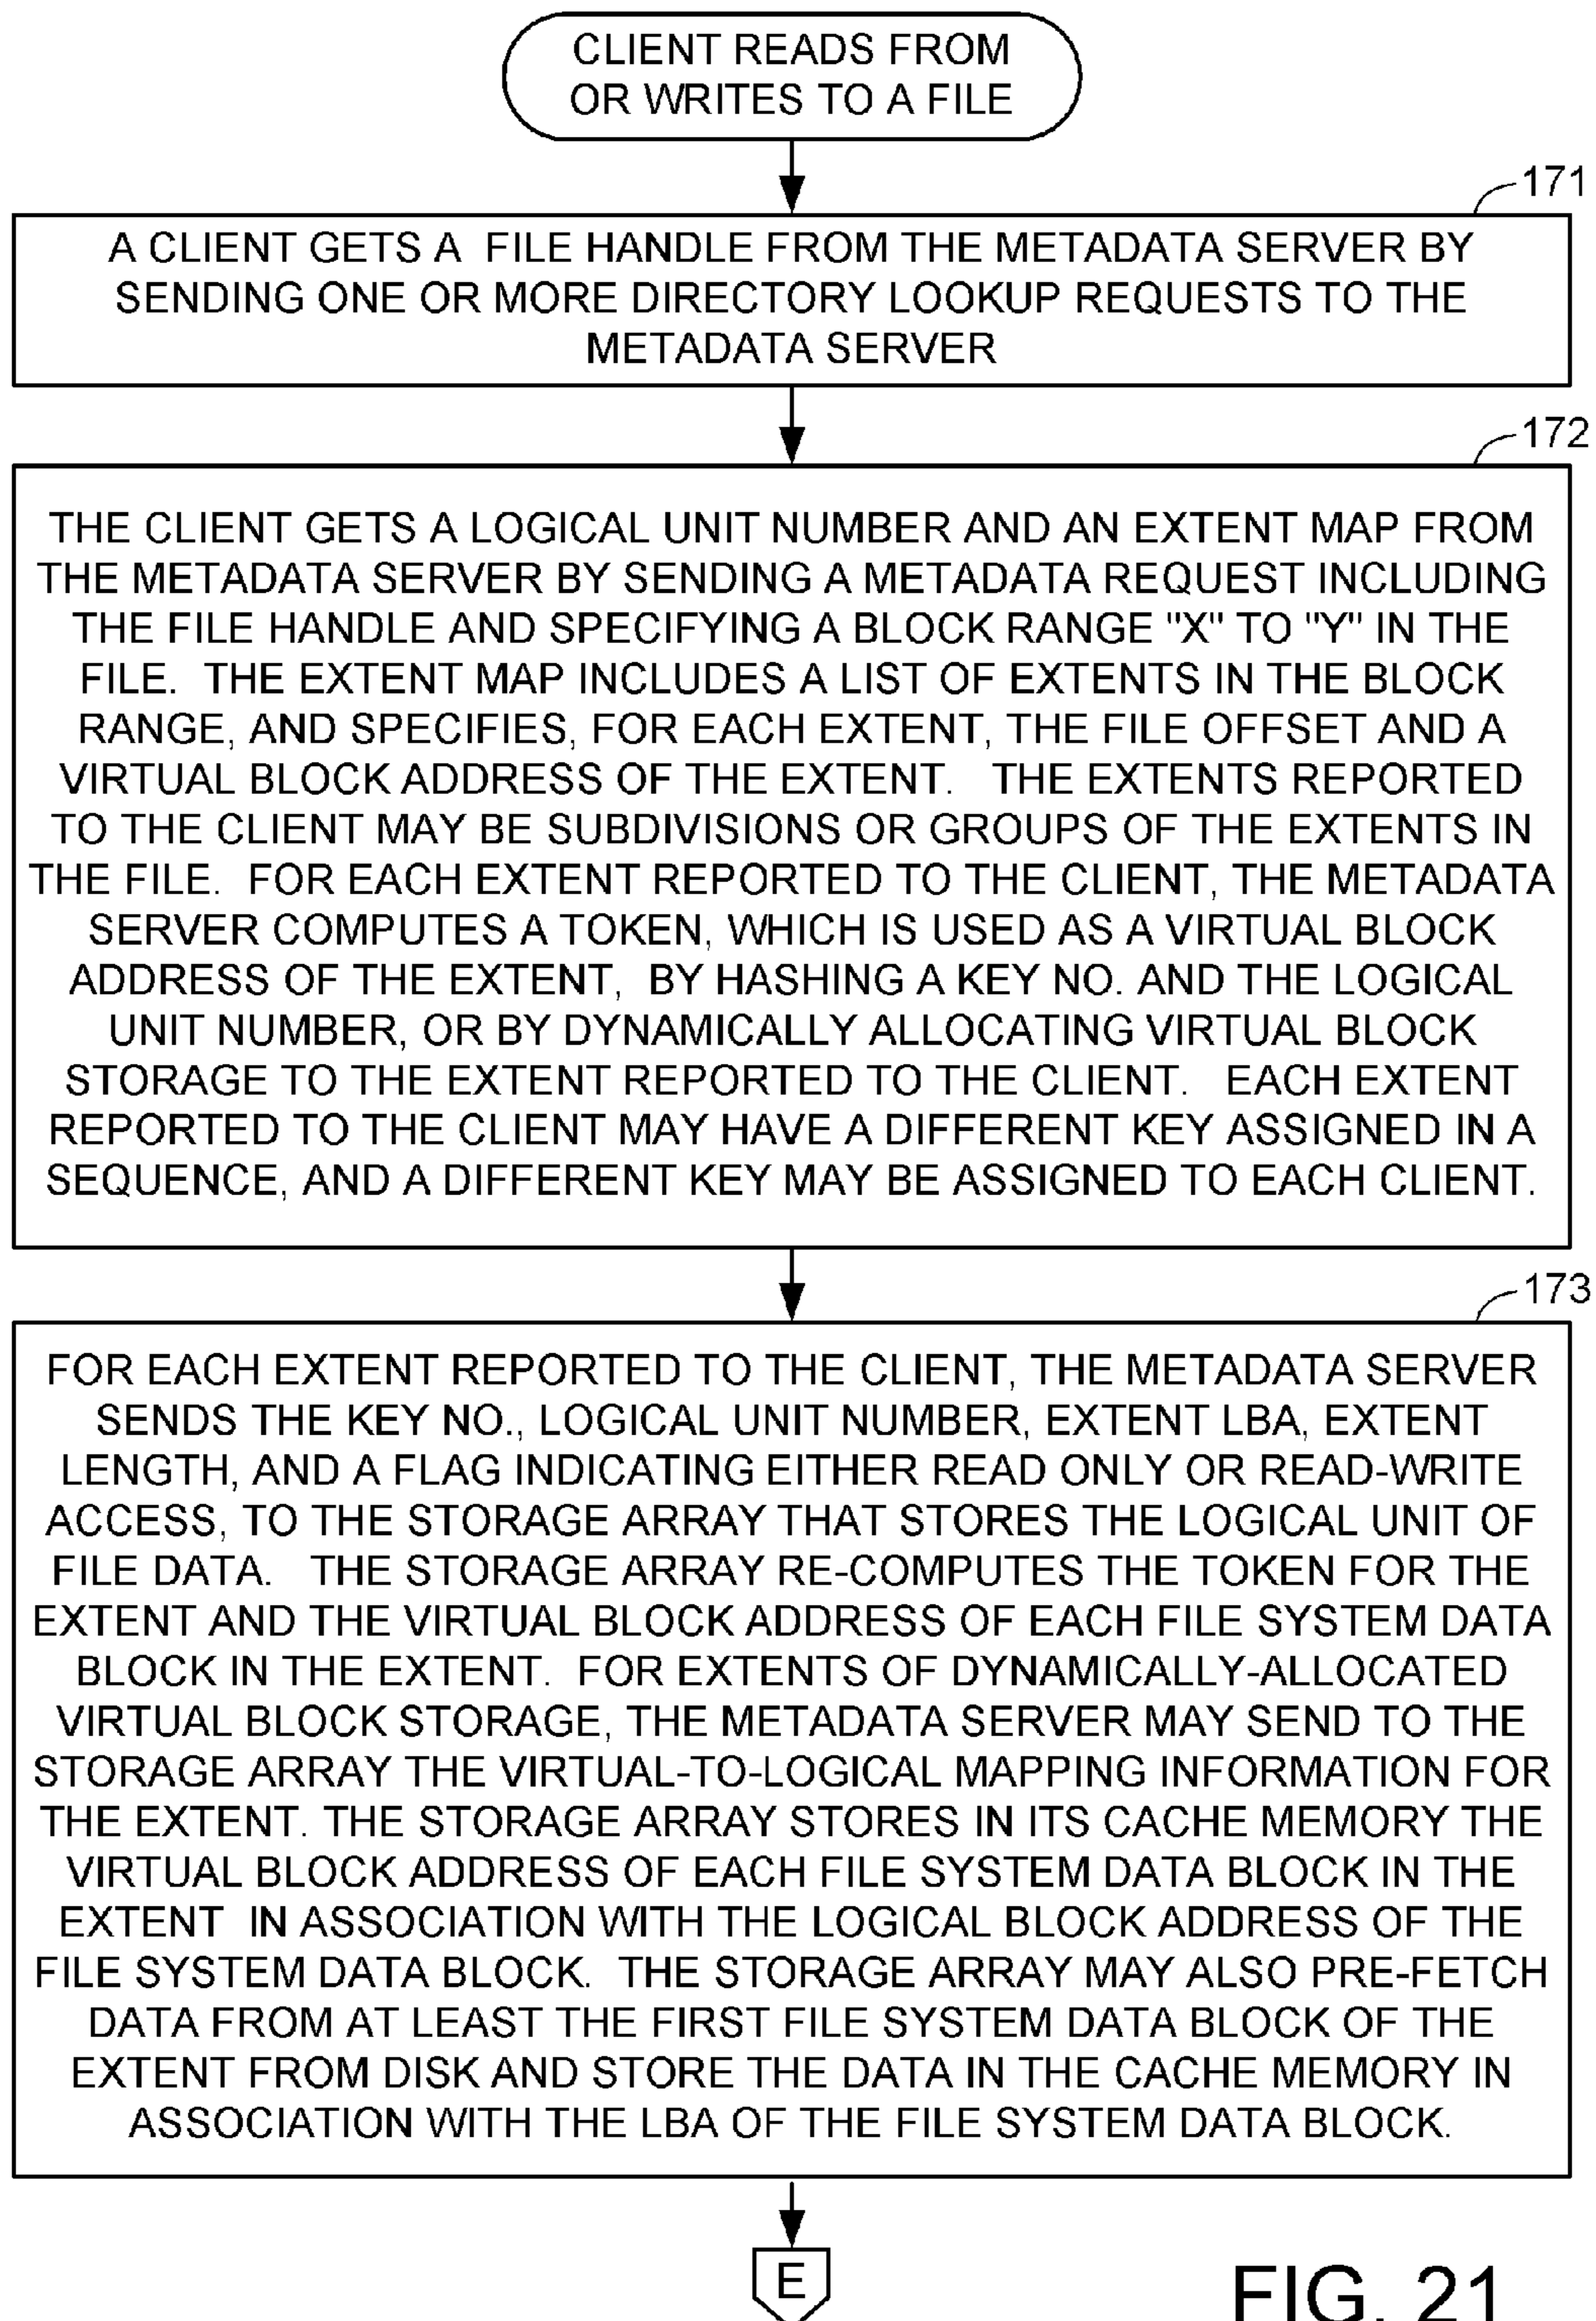 CLIENT READS FROM
OR WRITES TO A FILE
171
A CLIENT GETS A FILE HANDLE FROM THE METADATA SERVER BY
SENDING ONE OR MORE DIRECTORY LOOKUP REQUESTS TO THE
METADATA SERVER
172
THE CLIENT GETS A LOGICAL UNIT NUMBER AND AN EXTENT MAP FROM
THE METADATA SERVER BY SENDING A METADATA REQUEST INCLUDING
THE FILE HANDLE AND SPECIFYING A BLOCK RANGE "X" TO "Y" IN THE
FILE. THE EXTENT MAP INCLUDES A LIST OF EXTENTS IN THE BLOCK
RANGE, AND SPECIFIES, FOR EACH EXTENT, THE FILE OFFSET AND A
VIRTUAL BLOCK ADDRESS OF THE EXTENT. THE EXTENTS REPORTED
TO THE CLIENT MAY BE SUBDIVISIONS OR GROUPS OF THE EXTENTS IN
THE FILE. FOR EACH EXTENT REPORTED TO THE CLIENT, THE METADATA
SERVER COMPUTES A TOKEN, WHICH IS USED AS A VIRTUAL BLOCK
ADDRESS OF THE EXTENT, BY HASHING A KEY NO. AND THE LOGICAL
UNIT NUMBER, OR BY DYNAMICALLY ALLOCATING VIRTUAL BLOCK
STORAGE TO THE EXTENT REPORTED TO THE CLIENT. EACH EXTENT
REPORTED TO THE CLIENT MAY HAVE A DIFFERENT KEY ASSIGNED IN A
SEQUENCE, AND A DIFFERENT KEY MAY BE ASSIGNED TO EACH CLIENT.
173
FOR EACH EXTENT REPORTED TO THE CLIENT, THE METADATA SERVER
SENDS THE KEY NO., LOGICAL UNIT NUMBER, EXTENT LBA, EXTENT
LENGTH, AND A FLAG INDICATING EITHER READ ONLY OR READ-WRITE
ACCESS, TO THE STORAGE ARRAY THAT STORES THE LOGICAL UNIT OF
FILE DATA. THE STORAGE ARRAY RE-COMPUTES THE TOKEN FOR THE
EXTENT AND THE VIRTUAL BLOCK ADDRESS OF EACH FILE SYSTEM DATA
BLOCK IN THE EXTENT. FOR EXTENTS OF DYNAMICALLY-ALLOCATED
VIRTUAL BLOCK STORAGE, THE METADATA SERVER MAY SEND TO THE
STORAGE ARRAY THE VIRTUAL-TO-LOGICAL MAPPING INFORMATION FOR
THE EXTENT. THE STORAGE ARRAY STORES IN ITS CACHE MEMORY THE
VIRTUAL BLOCK ADDRESS OF EACH FILE SYSTEM DATA BLOCK IN THE
EXTENT IN ASSOCIATION WITH THE LOGICAL BLOCK ADDRESS OF THE
FILE SYSTEM DATA BLOCK. THE STORAGE ARRAY MAY ALSO PRE-FETCH
DATA FROM AT LEAST THE FIRST FILE SYSTEM DATA BLOCK OF THE
EXTENT FROM DISK AND STORE THE DATA IN THE CACHE MEMORY IN
ASSOCIATION WITH THE LBA OF THE FILE SYSTEM DATA BLOCK.
E
FIG. 21